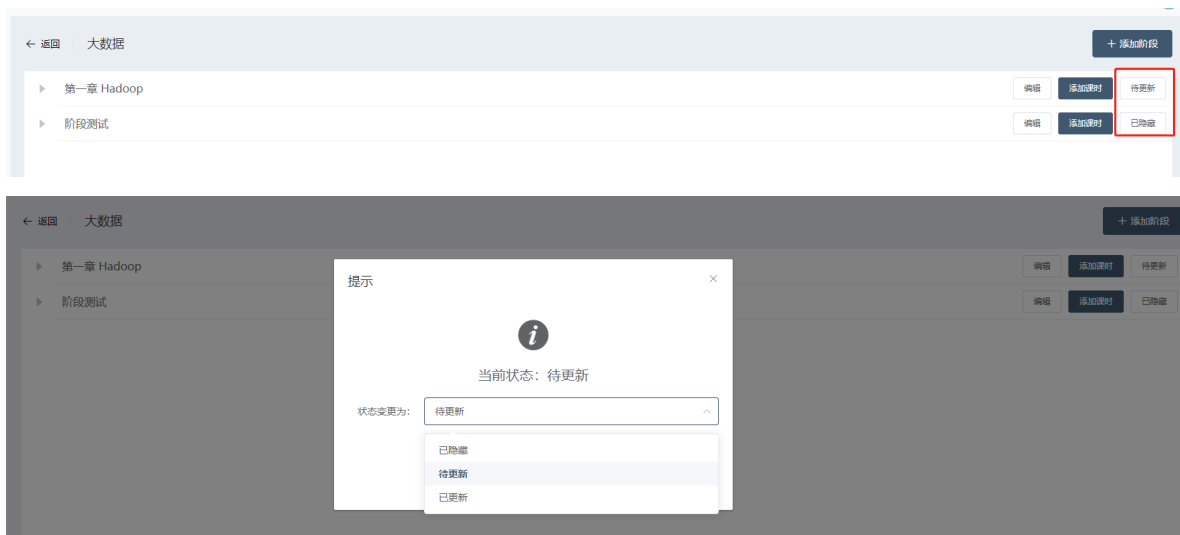 ← 返回 大数据 + 添加阶段
第一章 Hadoop 编辑 添加课时 待更新
阶段测试 编辑 添加课时 已隐藏
← 返回 大数据 + 添加阶段
第一章 Hadoop 编辑 添加课时 待更新
阶段测试 编辑 添加课时 已隐藏
提示 ×
i
当前状态：待更新
状态变更为： 待更新
已隐藏
待更新
已更新